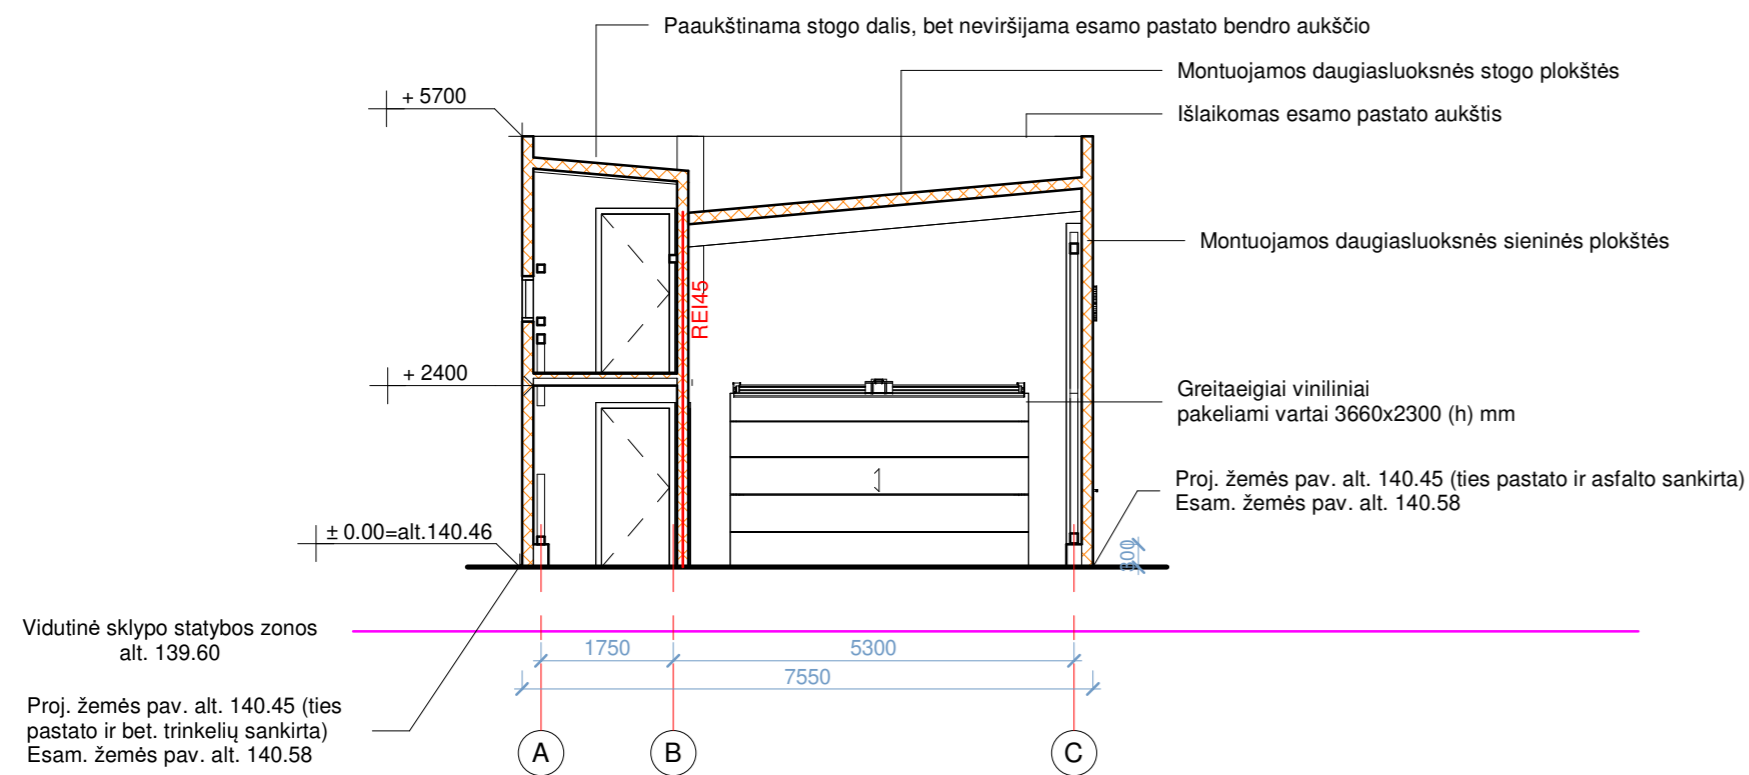 Paaukštinama stogo dalis, bet neviršijama esamo pastato bendro aukščio
Montuojamos daugiasluoksnės stogo plokštės
+ 5700
Išlaikomas esamo pastato aukštis
Montuojamos daugiasluoksnės sieninės plokštės
REI45
+ 2400
Greitaeigiai viniliniai
pakeliami vartai 3660x2300 (h) mm
Proj. žemės pav. alt. 140.45 (ties pastato ir asfalto sankirta)
Esam. žemės pav. alt. 140.58
± 0.00=alt.140.46
300
Vidutinė sklypo statybos zonos
alt. 139.60
1750
5300
7550
Proj. žemės pav. alt. 140.45 (ties
pastato ir bet. trinkelių sankirta)
Esam. žemės pav. alt. 140.58
A
B
C